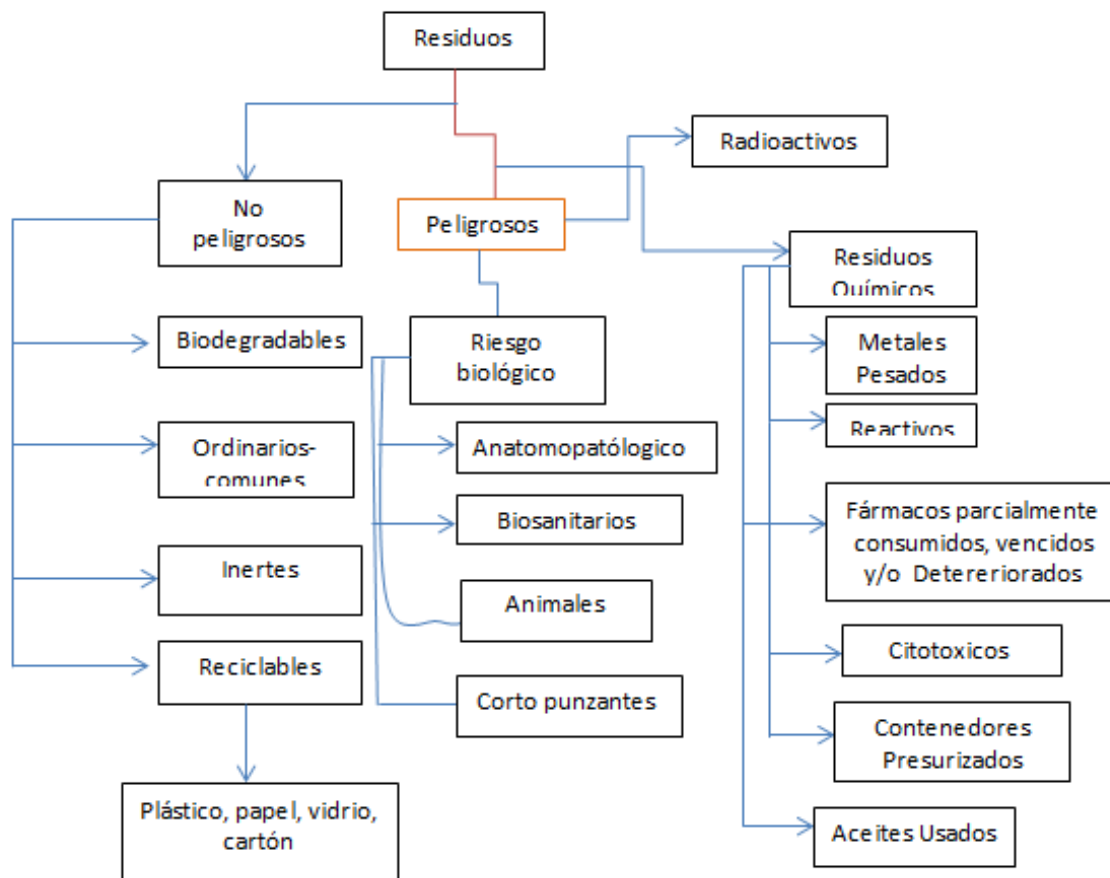 Residuos
Radioactivos
No
peligrosos
Peligrosos
Residuos
Químicos
Biodegradables
Riesgo
biológico
Metales
Pesados
Ordinarios-
comunes
Anatomopatólogico
Reactivos
Biosanitarios
Fármacos parcialmente
consumidos, vencidos
y/o Detereriorados
Inertes
Animales
Reciclables
Citotoxicos
Corto punzantes
Contenedores
Presurizados
Plástico, papel, vidrio,
cartón
Aceites Usados